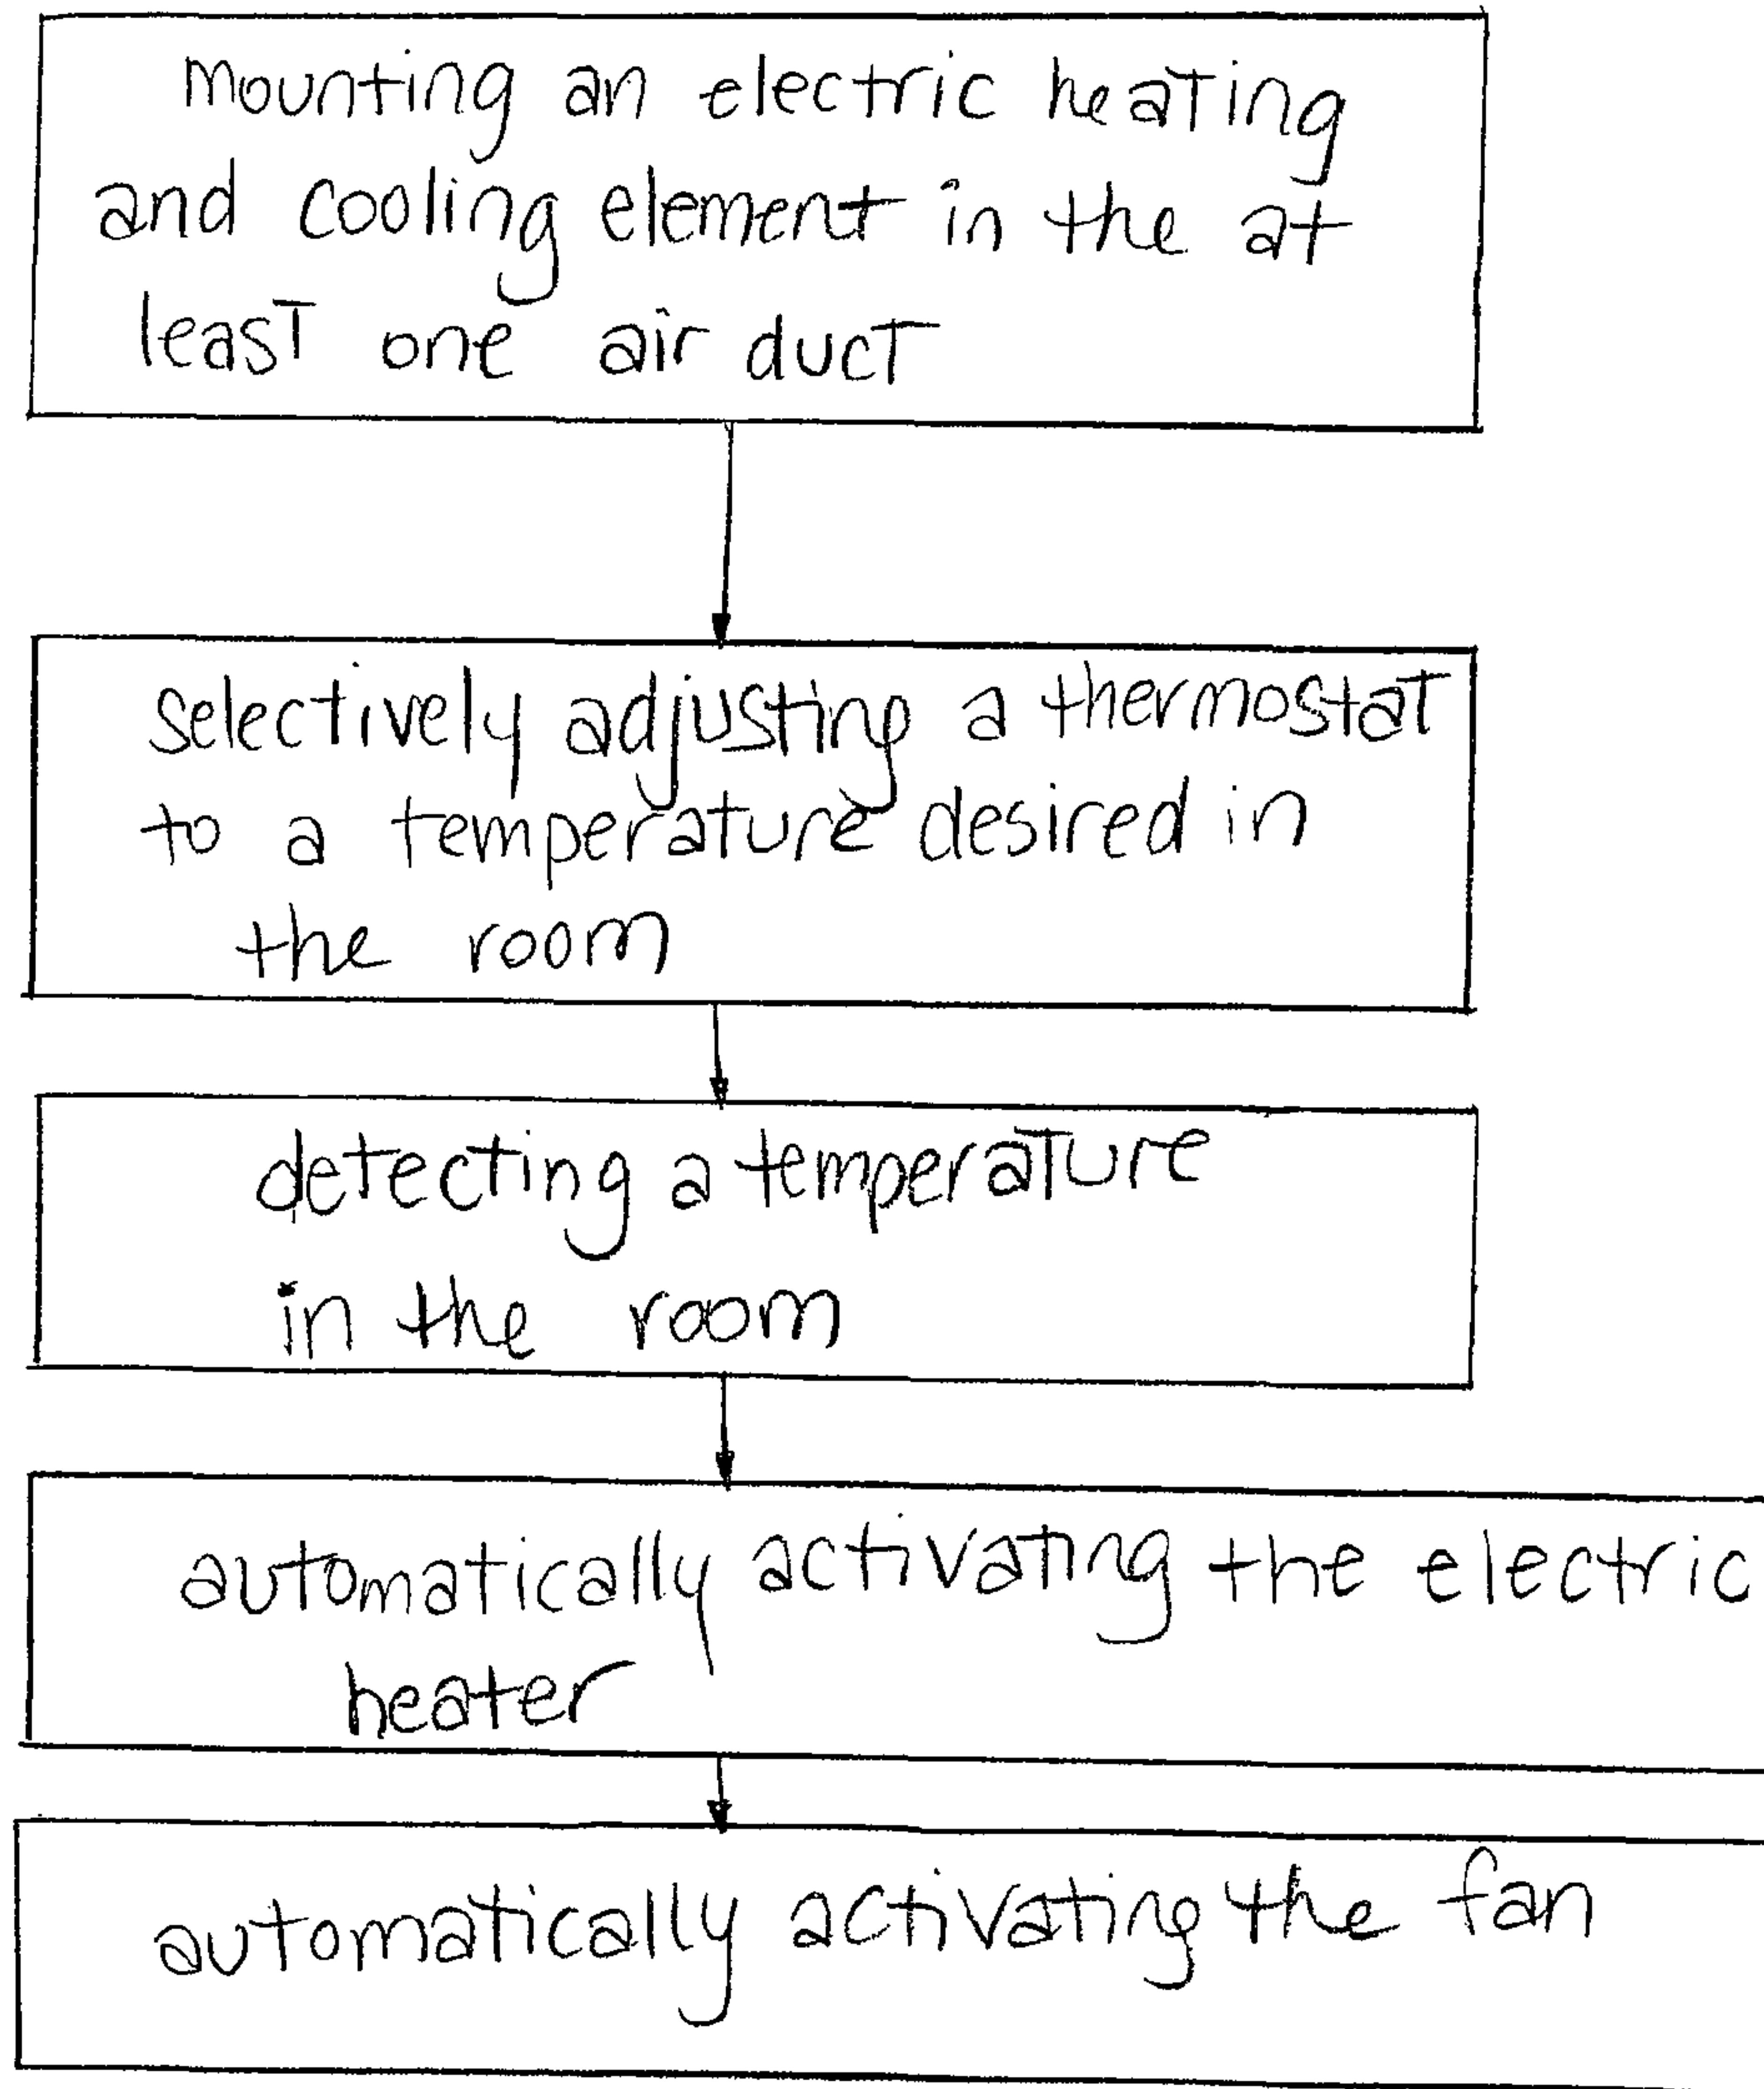 mounting an electric heating
and cooling element in the at
least one air duct
selectively adjusting a thermostat
to a temperature desired in
the room
detecting a temperature
in the room
automatically activating the electric
heater
automatically activating the fan